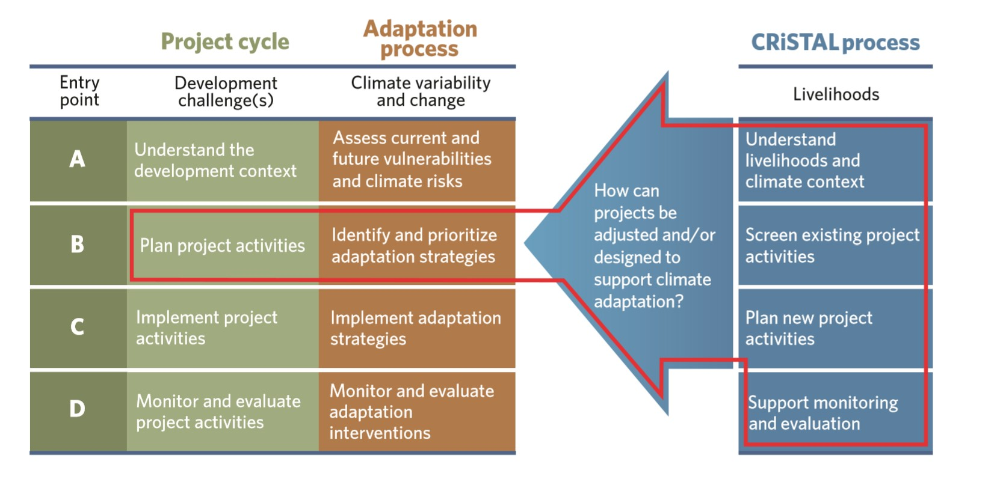 Project cycle
Adaptation
process
CRiSTAL process
Entry
point
Development
challenge(s)
Climate variability
and change
Livelihoods
A
Understand the
development context
Assess current and
future vulnerabilities
and climate risks
B
Plan project activities
Identify and prioritize
adaptation strategies
C
Implement project
activities
Implement adaptation
strategies
D
Monitor and evaluate
project activities
Monitor and evaluate
adaptation
interventions
How can
projects be
adjusted and/or
designed to
support climate
adaptation?
Understand
livelihoods and
climate context
Screen existing project
activities
Plan new project
activities
Support monitoring
and evaluation